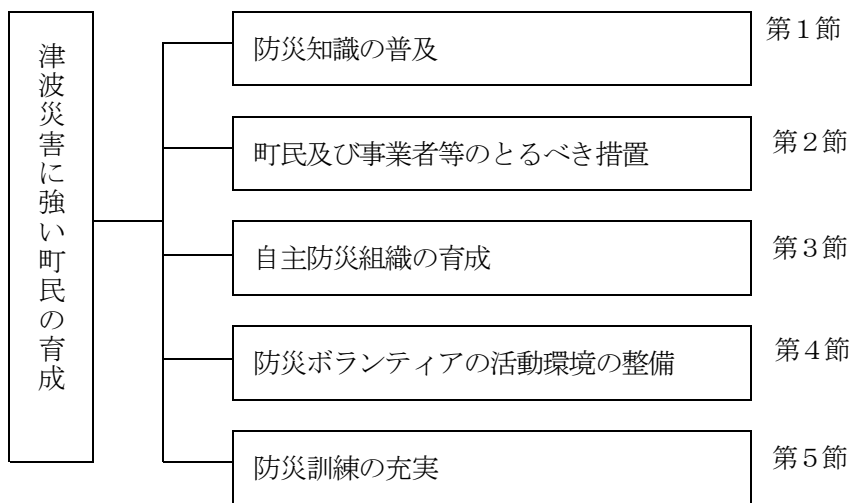 津波災害に強い町民の育成
防災知識の普及
第１節
町民及び事業者等のとるべき措置
第２節
自主防災組織の育成
第３節
防災ボランティアの活動環境の整備
第４節
防災訓練の充実
第５節